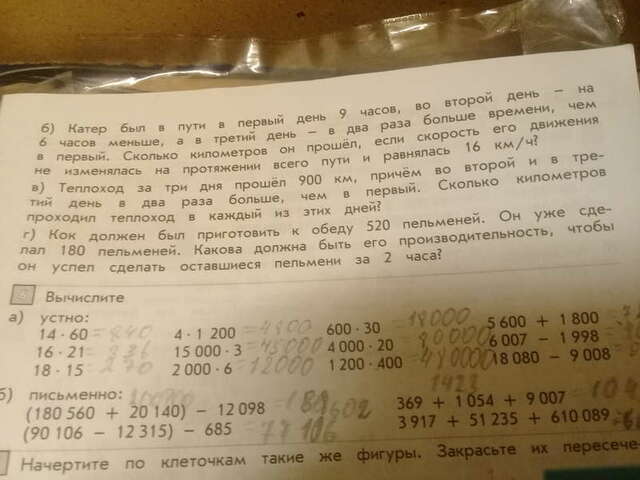 б) Катер был в пути в первый день 9 часов, во второй день – на
6 часов меньше, а в третий день – в два раза больше времени, чем
в первый. Сколько километров он прошёл, если скорость его движения
не изменялась на протяжении всего пути и равнялась 16 км/ч?
в) Теплоход за три дня прошёл 900 км, причём во второй и в тре-
тий день в два раза больше, чем в первый. Сколько километров
проходил теплоход в каждый из этих дней?
г) Кок должен был приготовить к обеду 520 пельменей. Он уже сде-
лал 180 пельменей. Какова должна быть его производительность, чтобы
он успел сделать оставшиеся пельмени за 2 часа?
Вычислите
а) устно:
14 · 60 = 840 4 · 1 200 = 4800 600 · 30 = 18000 5 600 + 1 800
16 · 21 = 336 15 000 · 3 = 45000 4 000 · 20 = 80000 6 007 – 1 998
18 · 15 = 270 2 000 · 6 = 12000 1 200 · 400 = 480000 18 080 – 9 008
б) письменно:
(180 560 + 20 140) – 12 098 369 + 1 054 + 9 007
(90 106 – 12 315) – 685 = 77106 3 917 + 51 235 + 610 089
Начертите по клеточкам такие же фигуры. Закрасьте их пересече-